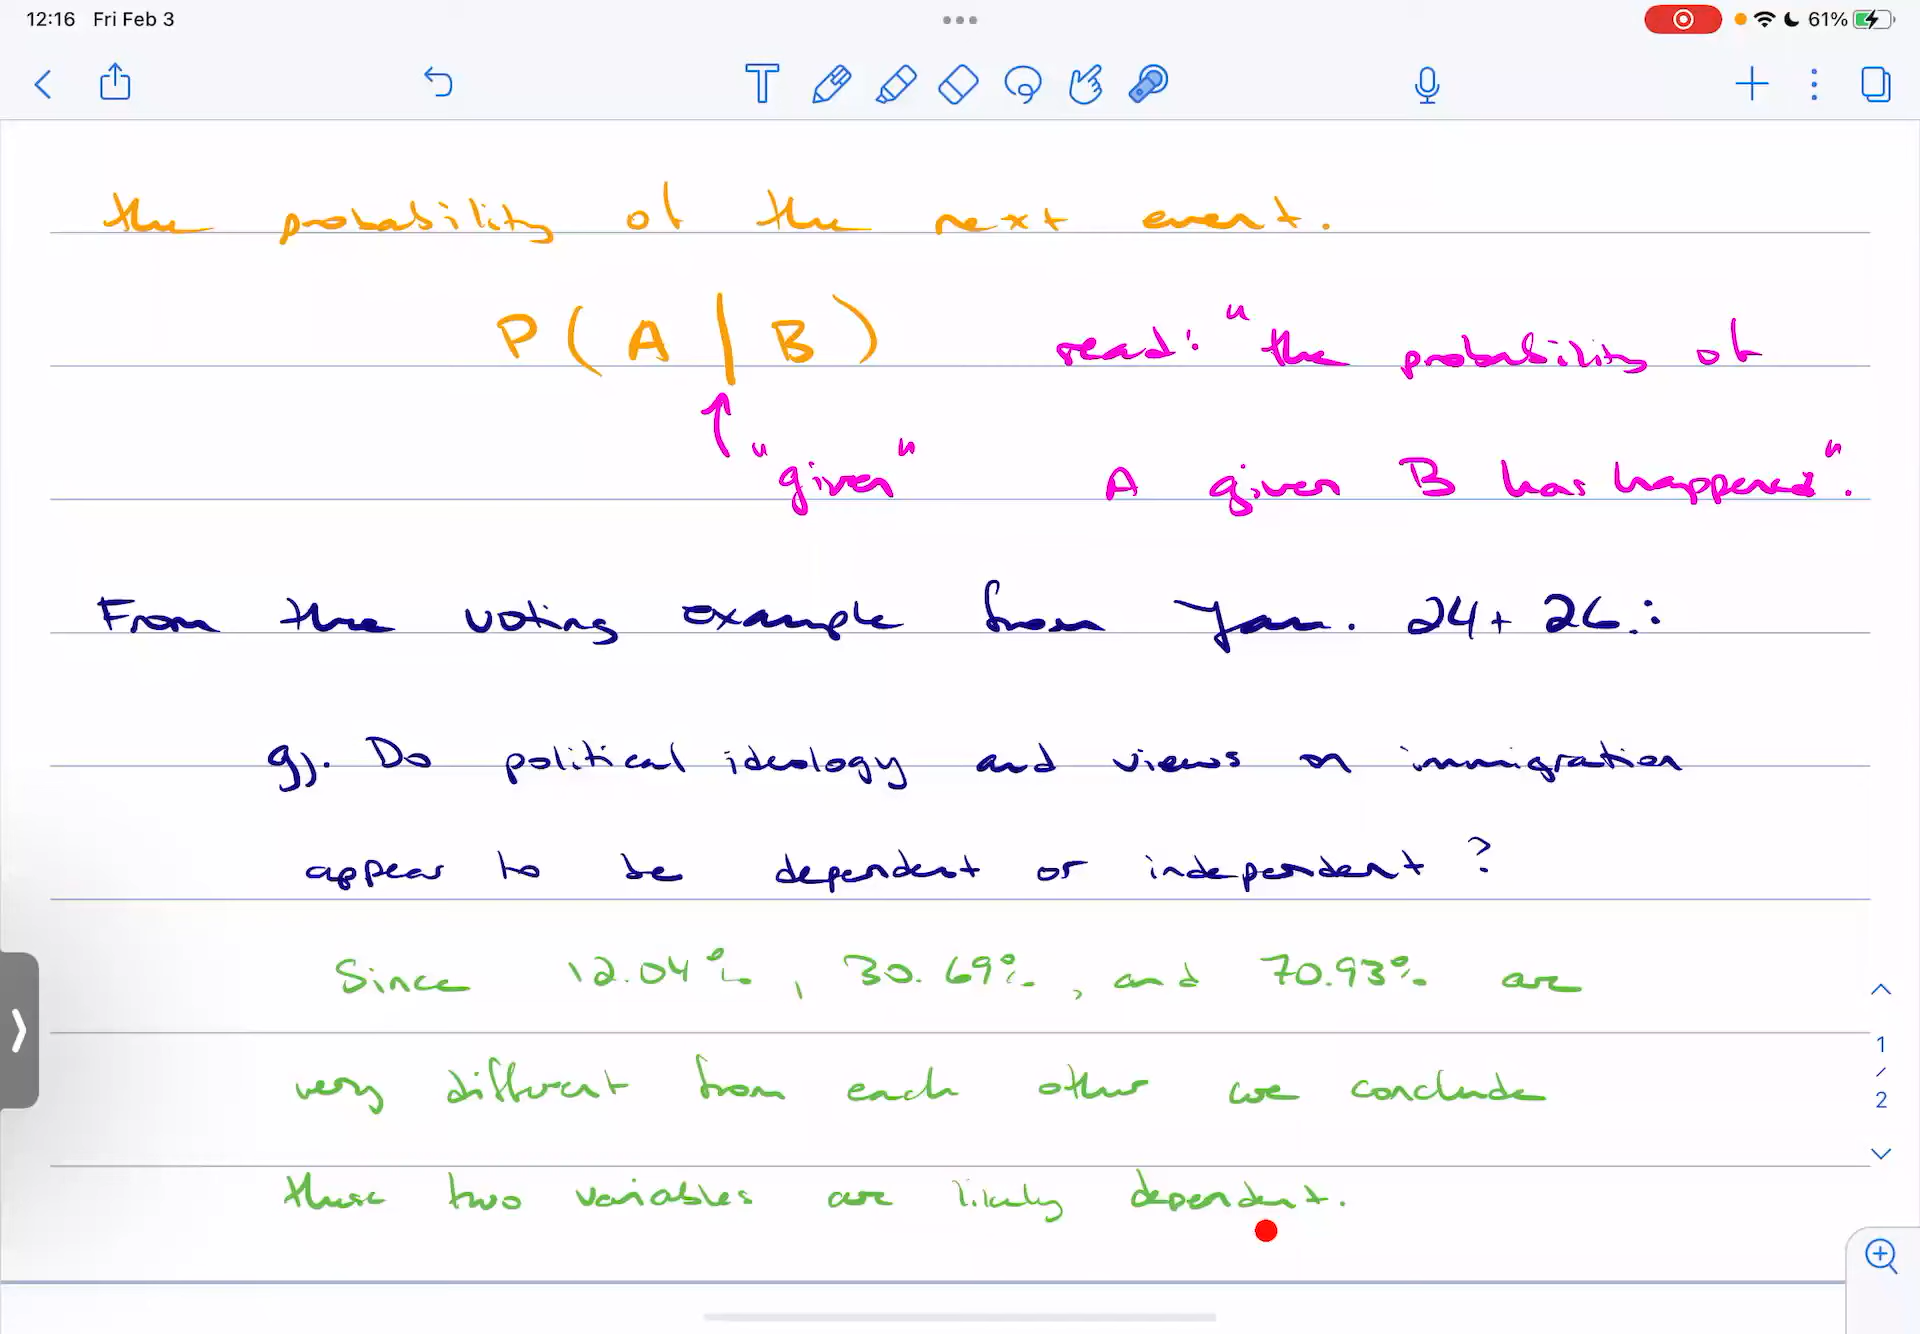 12:16 Fri Feb 3
61%
the probability of the next event.
P(A | B) read: "the probability of
"given" A given B has happened".
From the voting example from Jan. 24 + 26:
g). Do political ideology and views on immigration
appear to be dependent or independent?
Since 12.04%, 30.69%, and 70.93% are
very different from each other we conclude
these two variables are likely dependent.
1
/
2